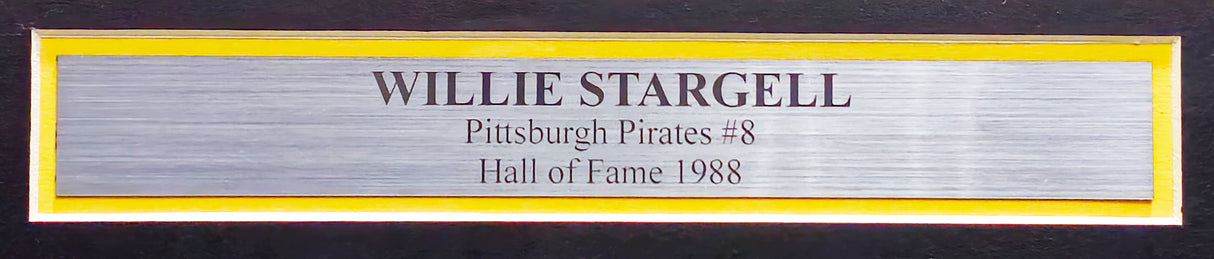 WILLIE STARGELL
Pittsburgh Pirates #8
Hall of Fame 1988